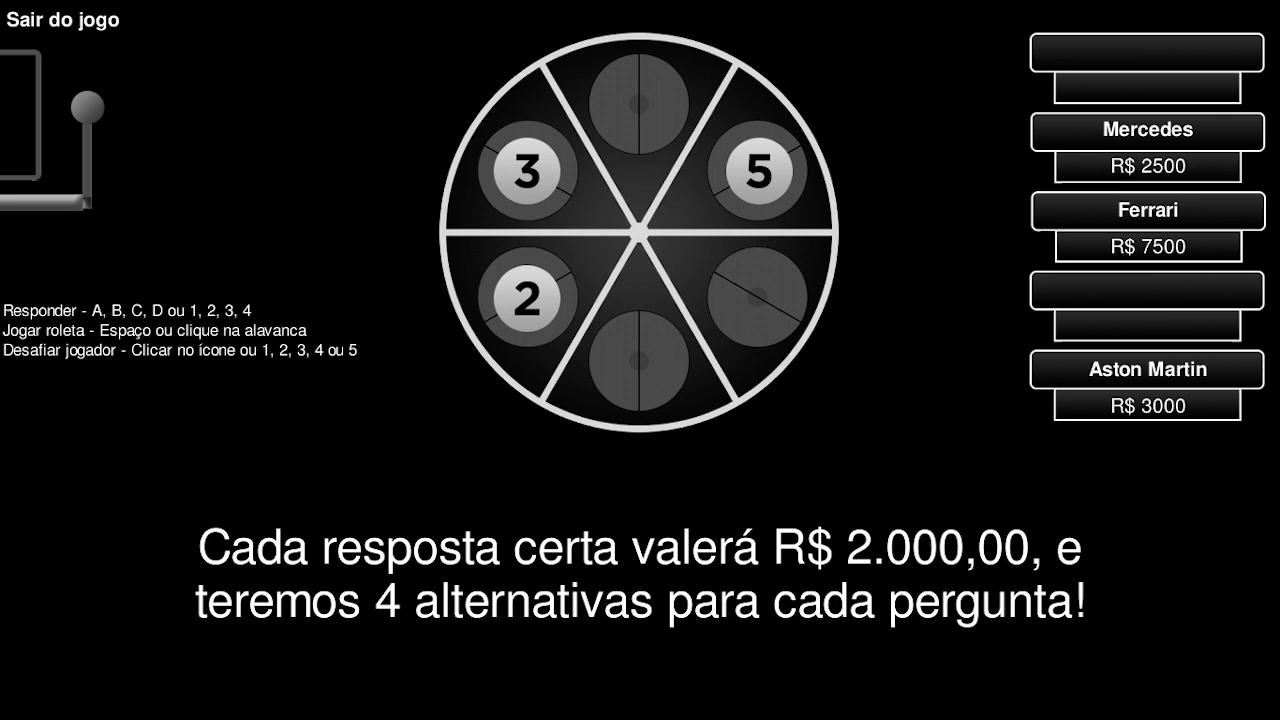 Sair do jogo
3
5
2
Mercedes
R$ 2500
Ferrari
R$ 7500
Aston Martin
R$ 3000
Responder - A, B, C, D ou 1, 2, 3, 4
Jogar roleta - Espaço ou clique na alavanca
Desafiar jogador - Clicar no ícone ou 1, 2, 3, 4 ou 5
Cada resposta certa valerá R$ 2.000,00, e
teremos 4 alternativas para cada pergunta!